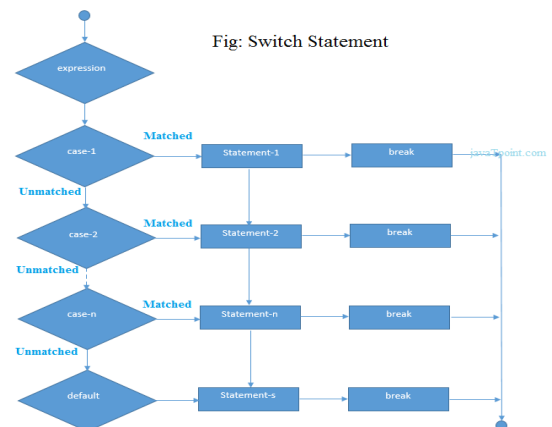 Fig: Switch Statement
expression
Matched
case-1
Statement-1
break
javaTpoint.com
Unmatched
Matched
case-2
Statement-2
break
Unmatched
Matched
case-n
Statement-n
break
Unmatched
default
Statement-s
break